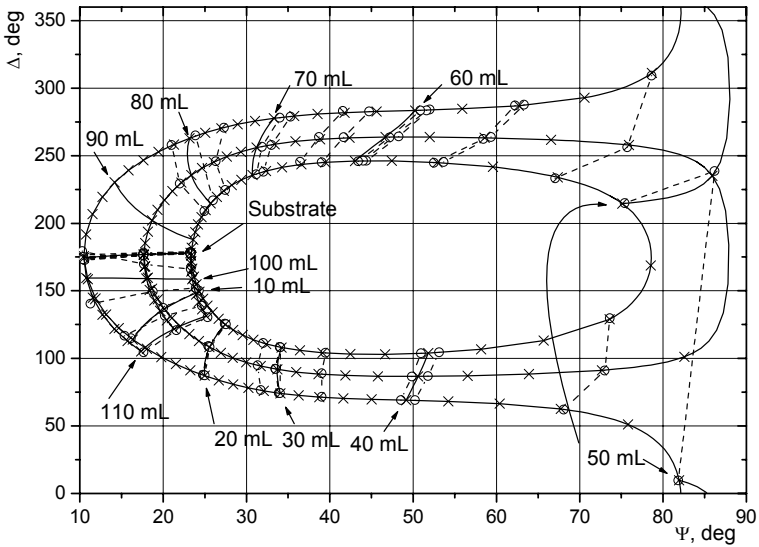 Δ, deg
350
300
250
200
150
100
50
0
10 20 30 40 50 60 70 80 90
Ψ, deg
70 mL
60 mL
80 mL
90 mL
Substrate
100 mL
10 mL
110 mL
20 mL
30 mL
40 mL
50 mL